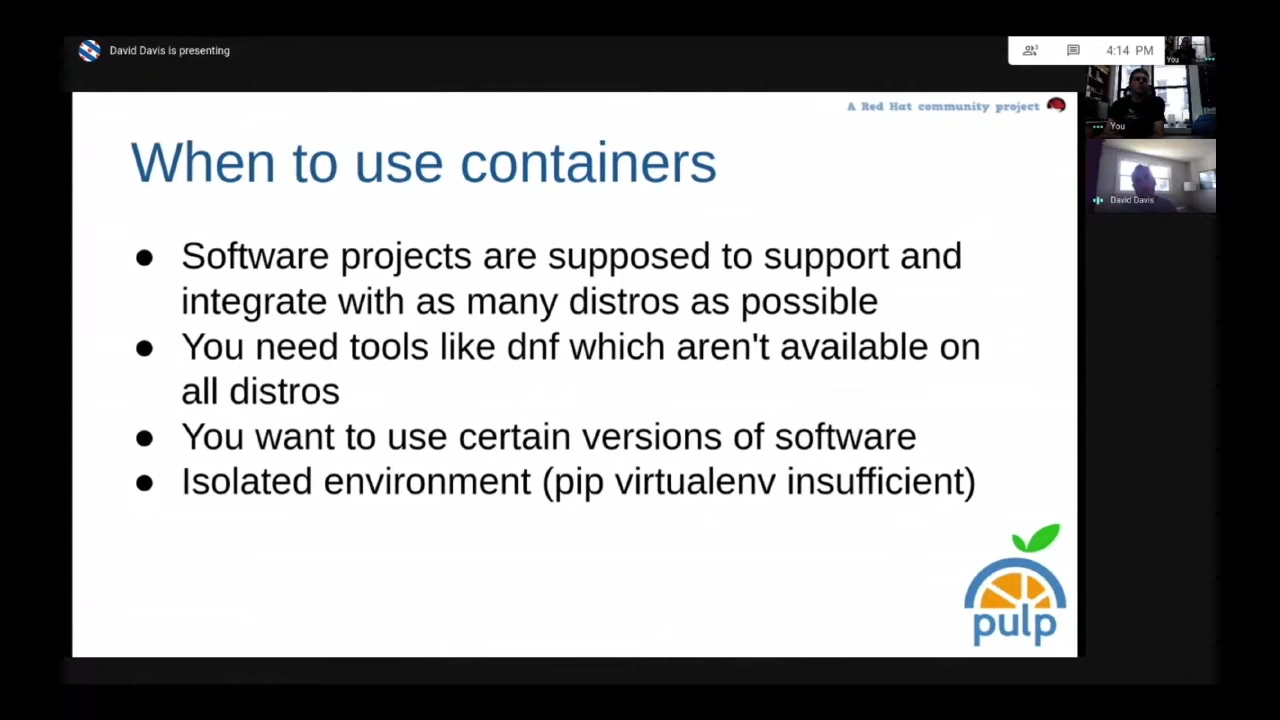 David Davis is presenting
3
4:14 PM
You
A Red Hat community project
You
David Davis
When to use containers
● Software projects are supposed to support and
integrate with as many distros as possible
● You need tools like dnf which aren't available on
all distros
● You want to use certain versions of software
● Isolated environment (pip virtualenv insufficient)
pulp